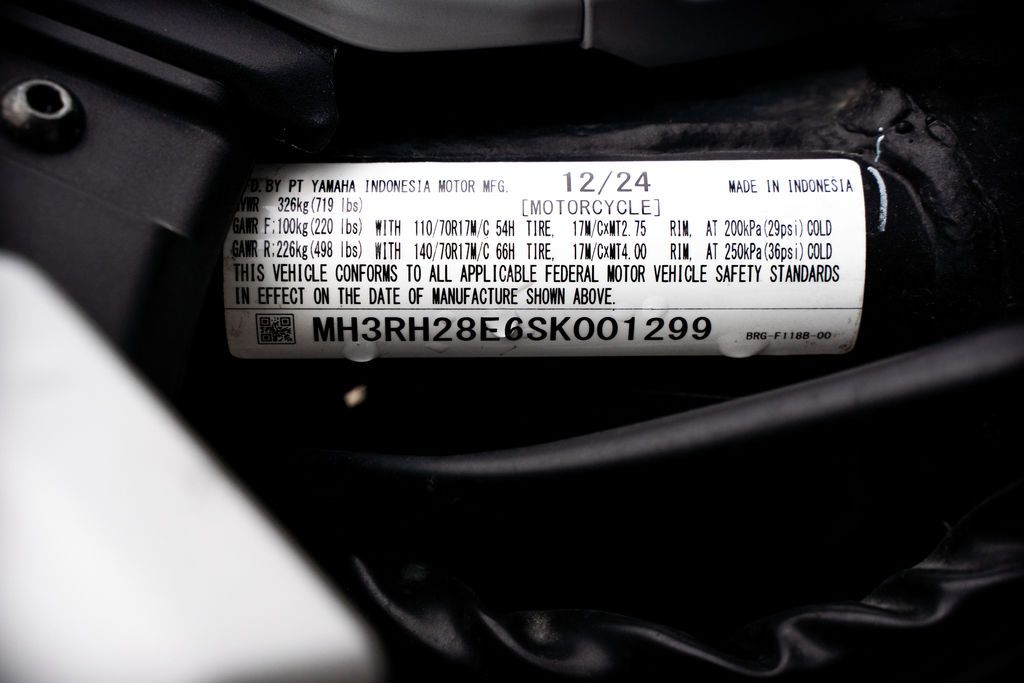 MFD. BY PT YAMAHA INDONESIA MOTOR MFG. 12/24 MADE IN INDONESIA
GVWR 326kg(719 lbs) [MOTORCYCLE]
GAWR F:100kg(220 lbs) WITH 110/70R17M/C 54H TIRE, 17M/CxMT2.75 RIM, AT 200kPa(29psi)COLD
GAWR R:226kg(498 lbs) WITH 140/70R17M/C 66H TIRE, 17M/CxMT4.00 RIM, AT 250kPa(36psi)COLD
THIS VEHICLE CONFORMS TO ALL APPLICABLE FEDERAL MOTOR VEHICLE SAFETY STANDARDS
IN EFFECT ON THE DATE OF MANUFACTURE SHOWN ABOVE.
MH3RH28E6SK001299 BRG-F118B-00